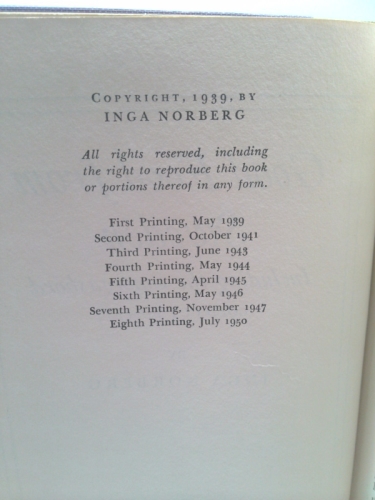 COPYRIGHT, 1939, BY
INGA NORBERG
All rights reserved, including
the right to reproduce this book
or portions thereof in any form.
First Printing, May 1939
Second Printing, October 1941
Third Printing, June 1943
Fourth Printing, May 1944
Fifth Printing, April 1945
Sixth Printing, May 1946
Seventh Printing, November 1947
Eighth Printing, July 1950